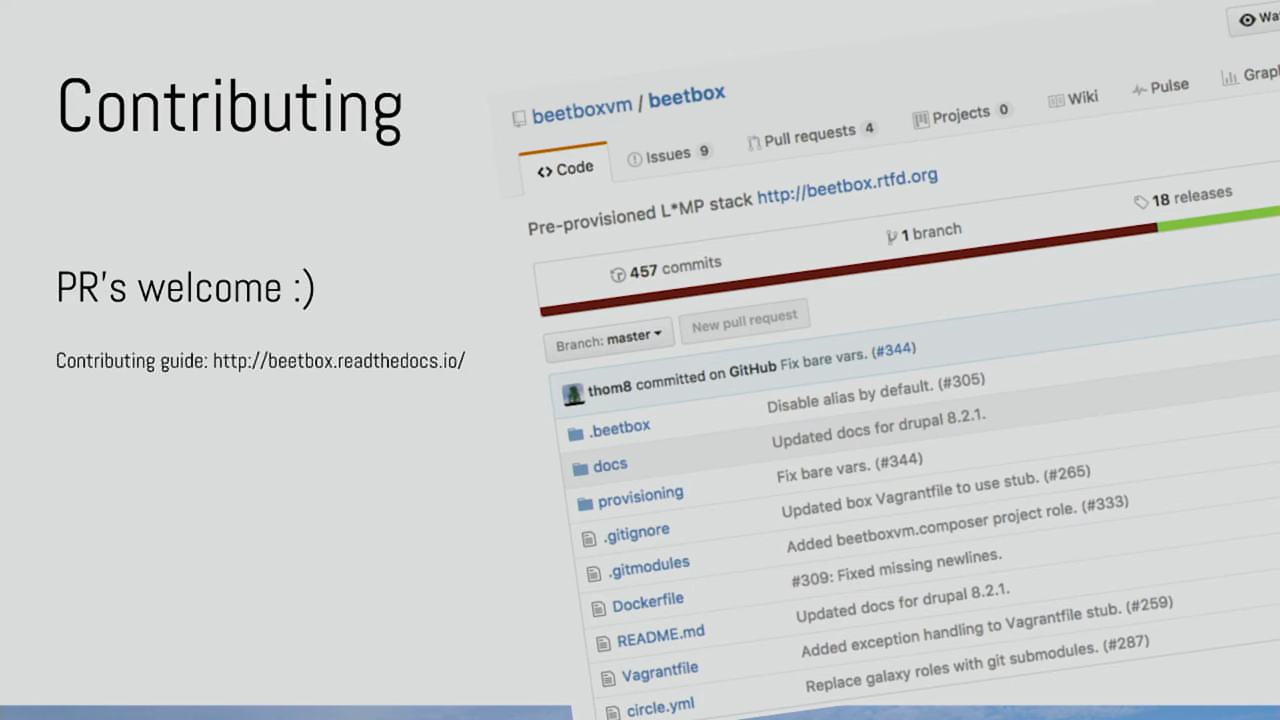 Contributing
PR's welcome :)
Contributing guide: http://beetbox.readthedocs.io/
beetboxvm / beetbox
Code
Issues 9
Pull requests 4
Projects 0
Wiki
Pulse
Pre-provisioned L*MP stack http://beetbox.rtfd.org
457 commits
1 branch
18 releases
Branch: master
New pull request
thom8 committed on GitHub Fix bare vars. (#344)
.beetbox
Disable alias by default. (#305)
docs
Updated docs for drupal 8.2.1.
provisioning
Fix bare vars. (#344)
.gitignore
Updated box Vagrantfile to use stub. (#265)
.gitmodules
Added beetboxvm.composer project role. (#333)
Dockerfile
#309: Fixed missing newlines.
README.md
Updated docs for drupal 8.2.1.
Vagrantfile
Added exception handling to Vagrantfile stub. (#259)
circle.yml
Replace galaxy roles with git submodules. (#287)